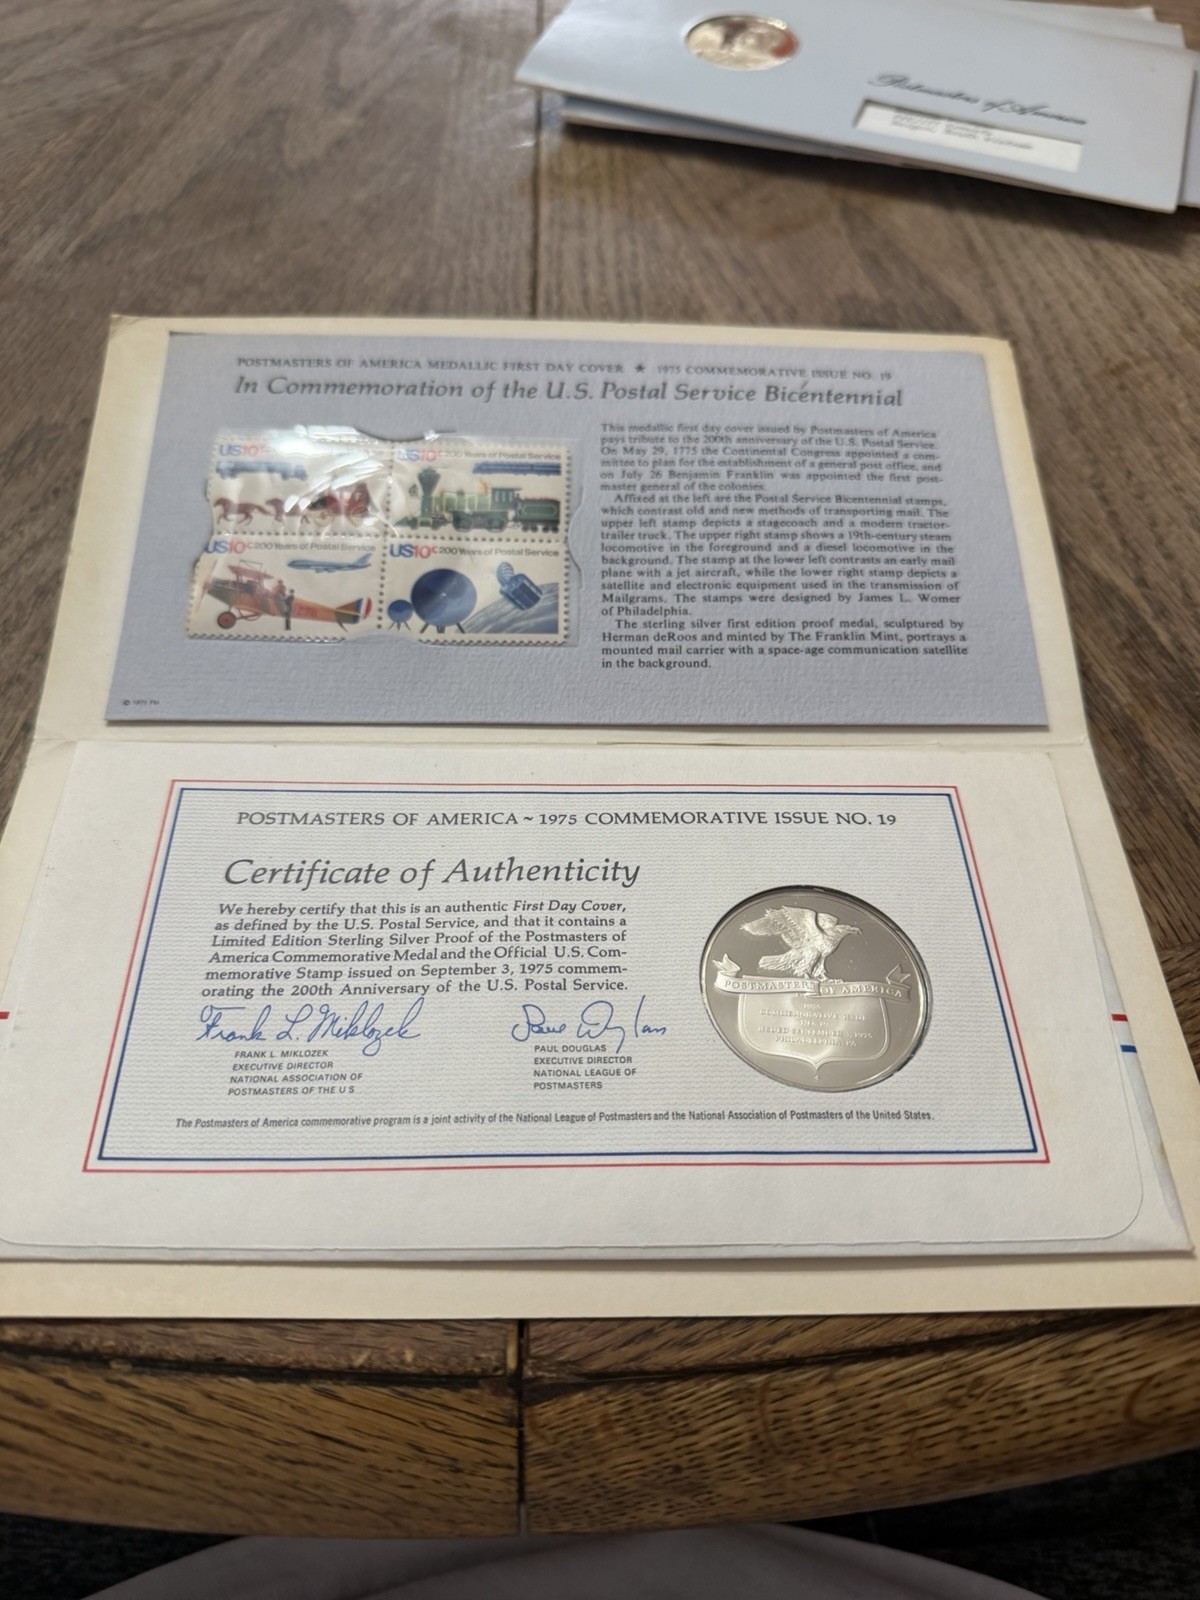 Postmasters of America
POSTMASTERS OF AMERICA MEDALLIC FIRST DAY COVER ★ 1975 COMMEMORATIVE ISSUE NO. 19
In Commemoration of the U.S. Postal Service Bicentennial
This medallic first day cover issued by Postmasters of America
pays tribute to the 200th anniversary of the U.S. Postal Service.
On May 29, 1775 the Continental Congress appointed a com-
mittee to plan for the establishment of a general post office, and
on July 26 Benjamin Franklin was appointed the first post-
master general of the colonies.
Affixed at the left are the Postal Service Bicentennial stamps,
which contrast old and new methods of transporting mail. The
upper left stamp depicts a stagecoach and a modern tractor-
trailer truck. The upper right stamp shows a 19th-century steam
locomotive in the foreground and a diesel locomotive in the
background. The stamp at the lower left contrasts an early mail
plane with a jet aircraft, while the lower right stamp depicts a
satellite and electronic equipment used in the transmission of
Mailgrams. The stamps were designed by James L. Womer
of Philadelphia.
The sterling silver first edition proof medal, sculptured by
Herman deRoos and minted by The Franklin Mint, portrays a
mounted mail carrier with a space-age communication satellite
in the background.
US10c
US10c 200 Years of Postal Service
US10c 200 Years of Postal Service
US10c 200 Years of Postal Service
© 1975 FM
POSTMASTERS OF AMERICA ~ 1975 COMMEMORATIVE ISSUE NO. 19
Certificate of Authenticity
We hereby certify that this is an authentic First Day Cover,
as defined by the U.S. Postal Service, and that it contains a
Limited Edition Sterling Silver Proof of the Postmasters of
America Commemorative Medal and the Official U.S. Com-
memorative Stamp issued on September 3, 1975 commem-
orating the 200th Anniversary of the U.S. Postal Service.
Frank L. Miklozek
FRANK L. MIKLOZEK
EXECUTIVE DIRECTOR
NATIONAL ASSOCIATION OF
POSTMASTERS OF THE U S
Paul Douglass
PAUL DOUGLAS
EXECUTIVE DIRECTOR
NATIONAL LEAGUE OF
POSTMASTERS
POSTMASTERS OF AMERICA
1975
COMMEMORATIVE ISSUE
NO. 19
ISSUED SEPTEMBER 3, 1975
PHILADELPHIA, PA
The Postmasters of America commemorative program is a joint activity of the National League of Postmasters and the National Association of Postmasters of the United States.